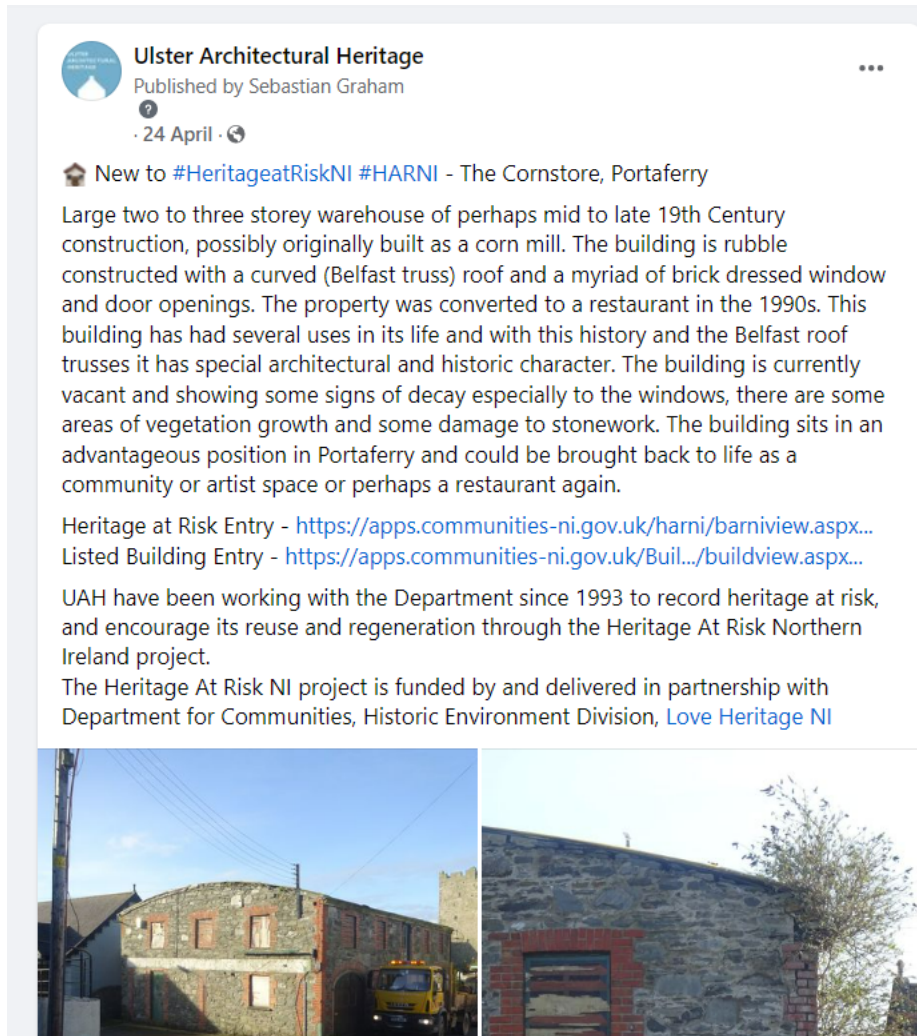 ULSTER
ARCHITECTURAL
HERITAGE
Ulster Architectural Heritage
Published by Sebastian Graham
?
· 24 April ·
New to #HeritageatRiskNI #HARNI - The Cornstore, Portaferry
Large two to three storey warehouse of perhaps mid to late 19th Century
construction, possibly originally built as a corn mill. The building is rubble
constructed with a curved (Belfast truss) roof and a myriad of brick dressed window
and door openings. The property was converted to a restaurant in the 1990s. This
building has had several uses in its life and with this history and the Belfast roof
trusses it has special architectural and historic character. The building is currently
vacant and showing some signs of decay especially to the windows, there are some
areas of vegetation growth and some damage to stonework. The building sits in an
advantageous position in Portaferry and could be brought back to life as a
community or artist space or perhaps a restaurant again.
Heritage at Risk Entry - https://apps.communities-ni.gov.uk/harni/barniview.aspx...
Listed Building Entry - https://apps.communities-ni.gov.uk/Buil.../buildview.aspx...
UAH have been working with the Department since 1993 to record heritage at risk,
and encourage its reuse and regeneration through the Heritage At Risk Northern
Ireland project.
The Heritage At Risk NI project is funded by and delivered in partnership with
Department for Communities, Historic Environment Division, Love Heritage NI